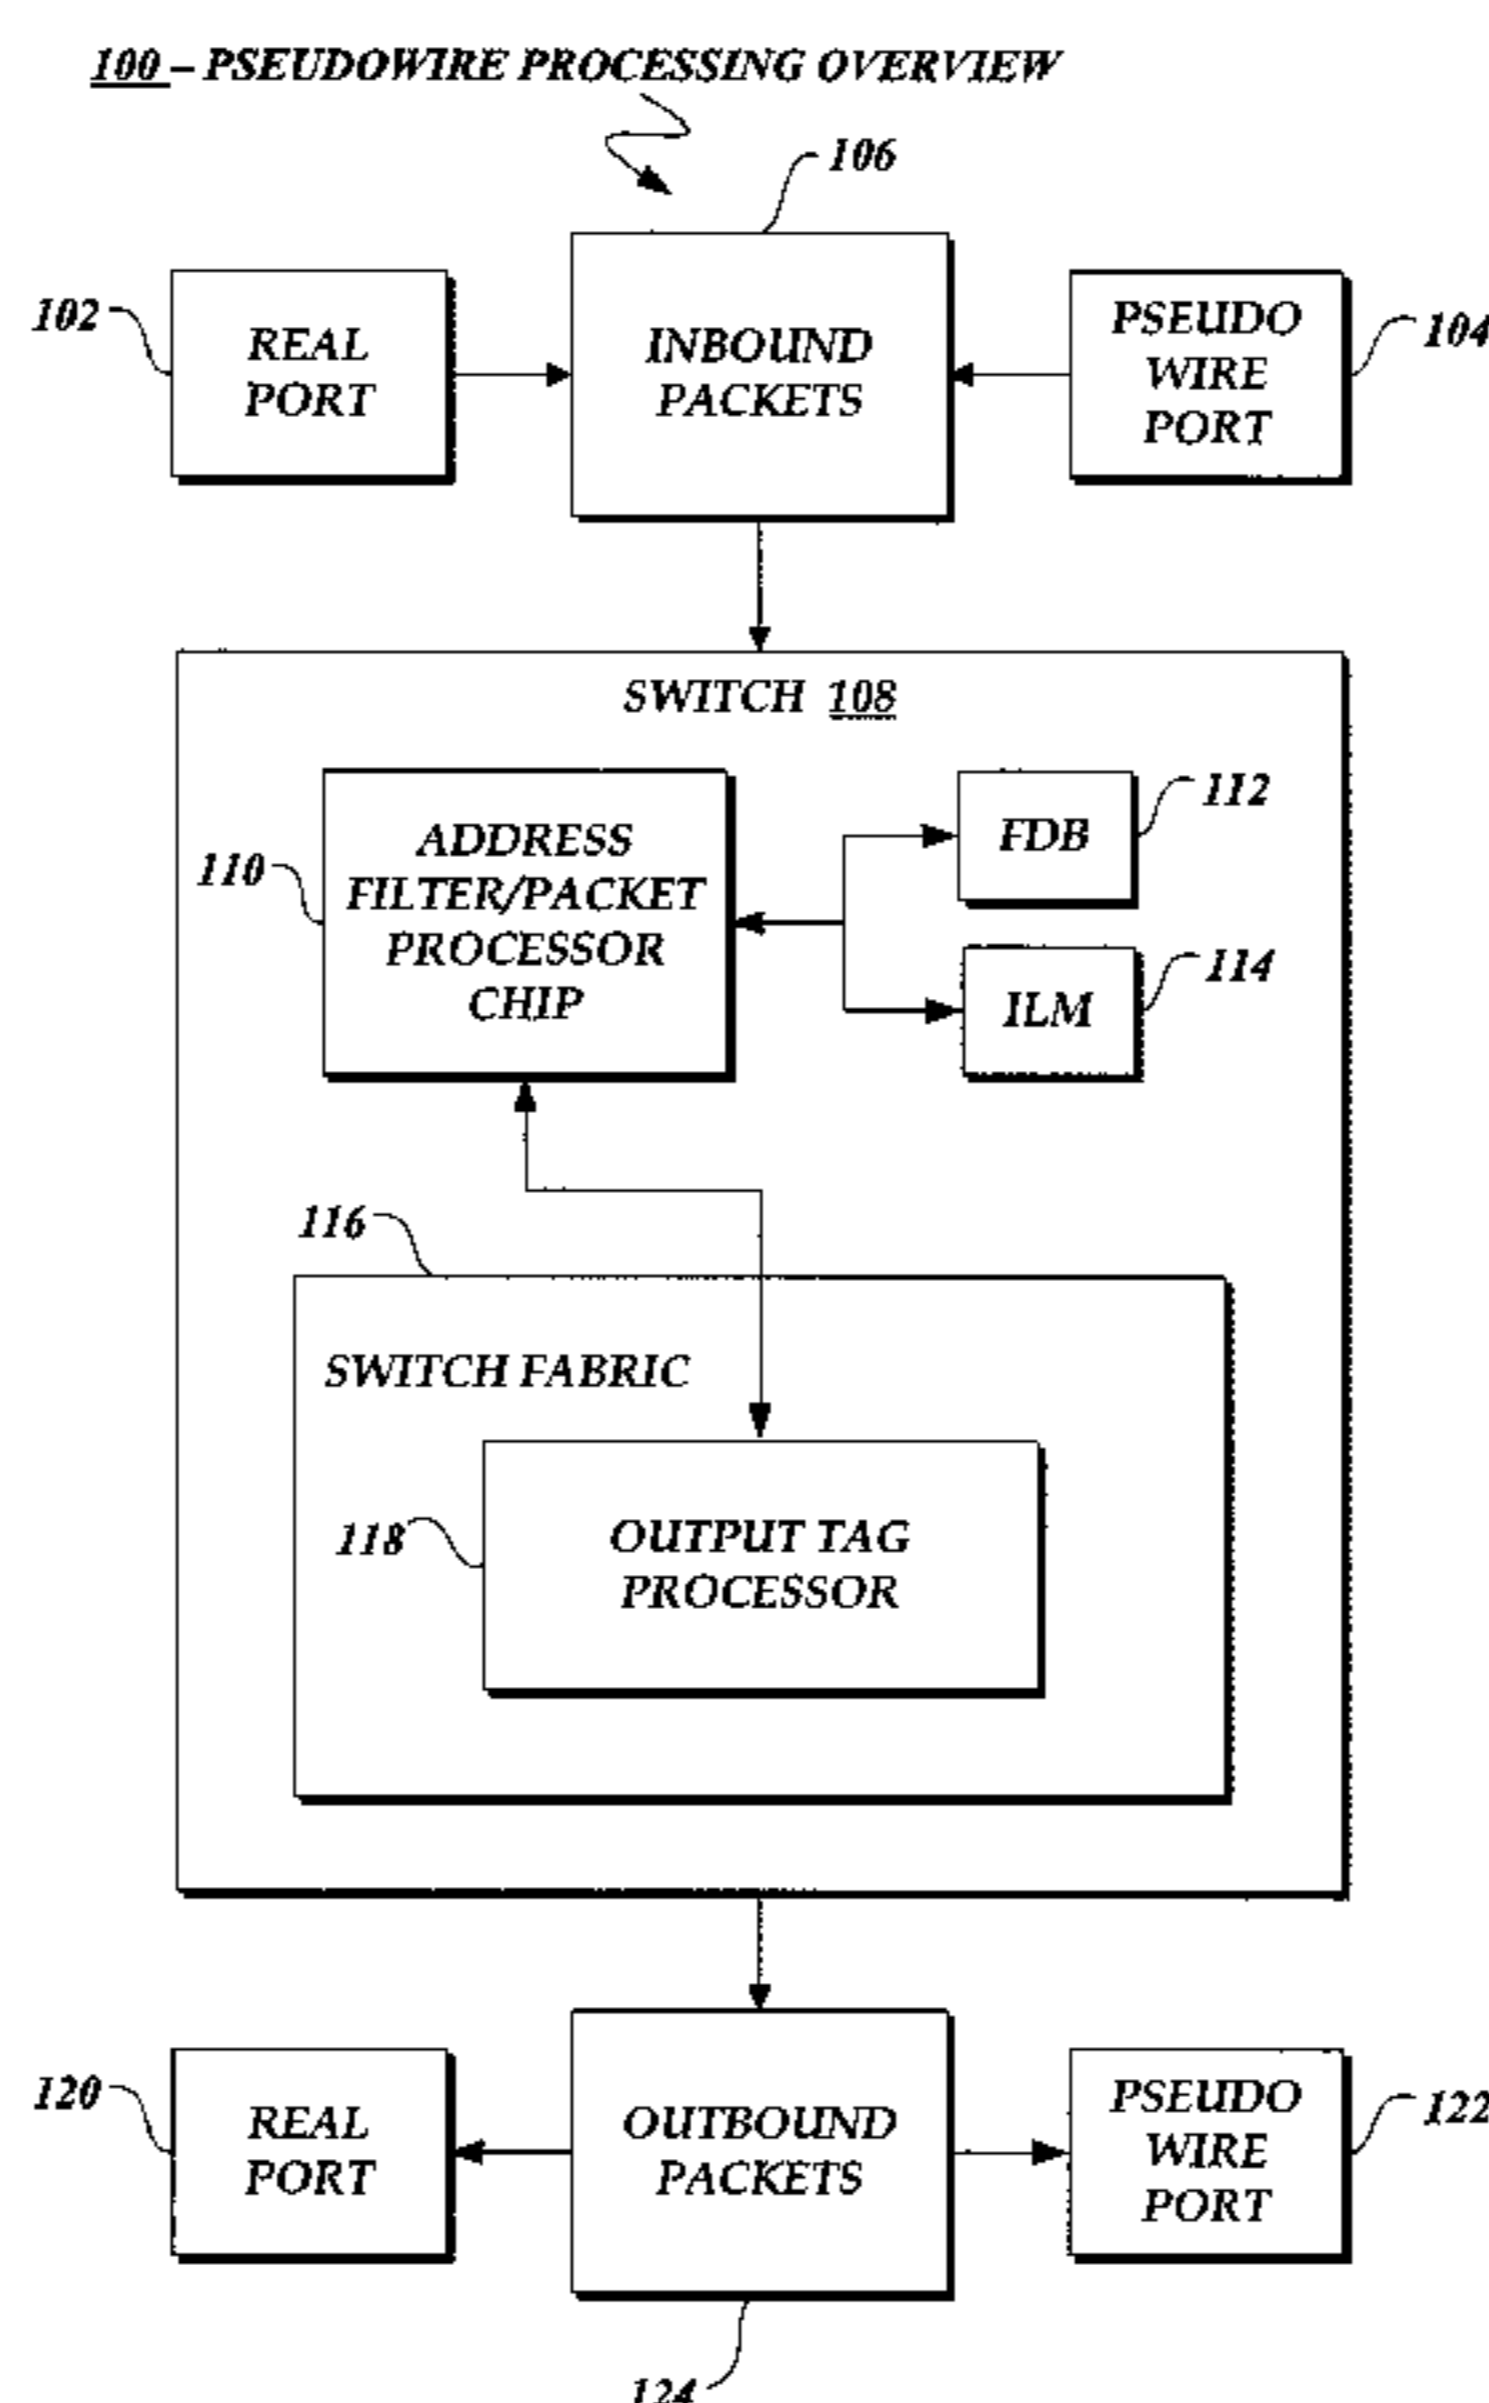 100 – PSEUDOWIRE PROCESSING OVERVIEW
106
102
REAL
PORT
INBOUND
PACKETS
PSEUDO
WIRE
PORT
104
SWITCH 108
110
ADDRESS
FILTER/PACKET
PROCESSOR
CHIP
FDB
112
ILM
114
116
SWITCH FABRIC
118
OUTPUT TAG
PROCESSOR
120
REAL
PORT
OUTBOUND
PACKETS
PSEUDO
WIRE
PORT
122
124